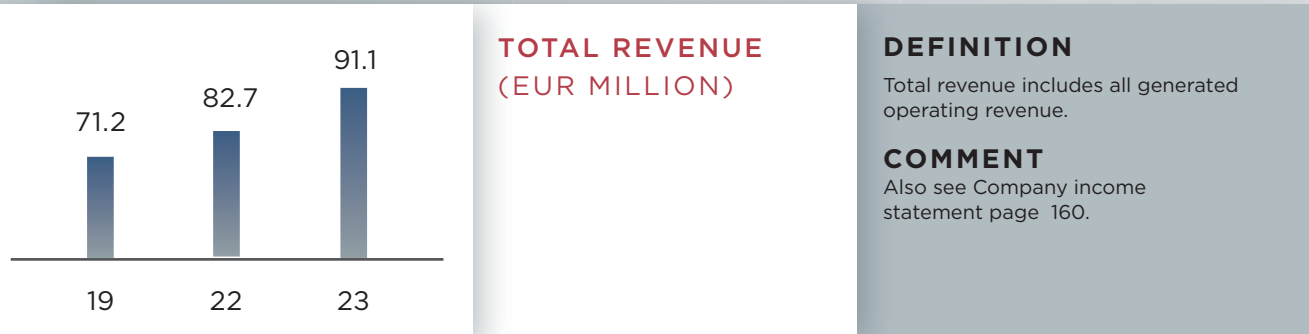 71.2
82.7
91.1
19
22
23
TOTAL REVENUE
(EUR MILLION)
DEFINITION
Total revenue includes all generated
operating revenue.
COMMENT
Also see Company income
statement page 160.